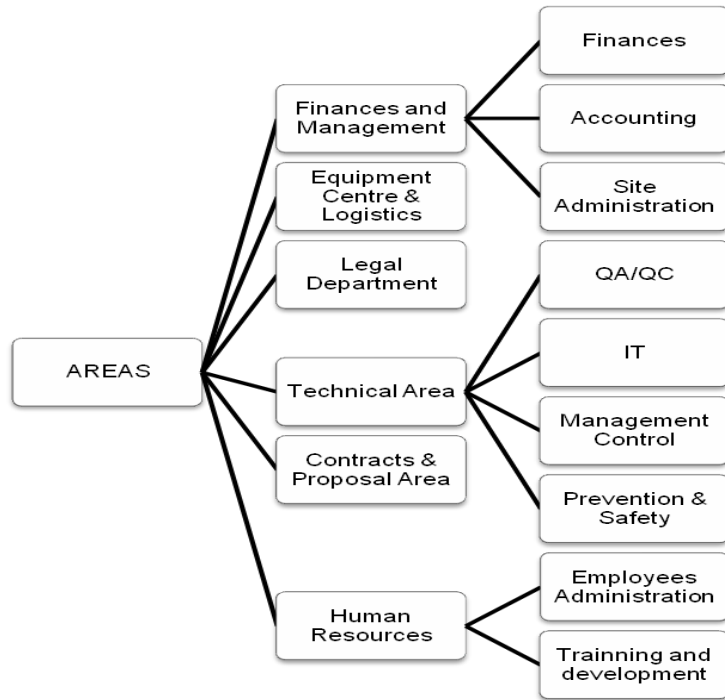 AREAS
Finances and
Management
Finances
Accounting
Site
Administration
Equipment
Centre &
Logistics
Legal
Department
Technical Area
QA/QC
IT
Management
Control
Prevention &
Safety
Contracts &
Proposal Area
Human
Resources
Employees
Administration
Trainning and
development